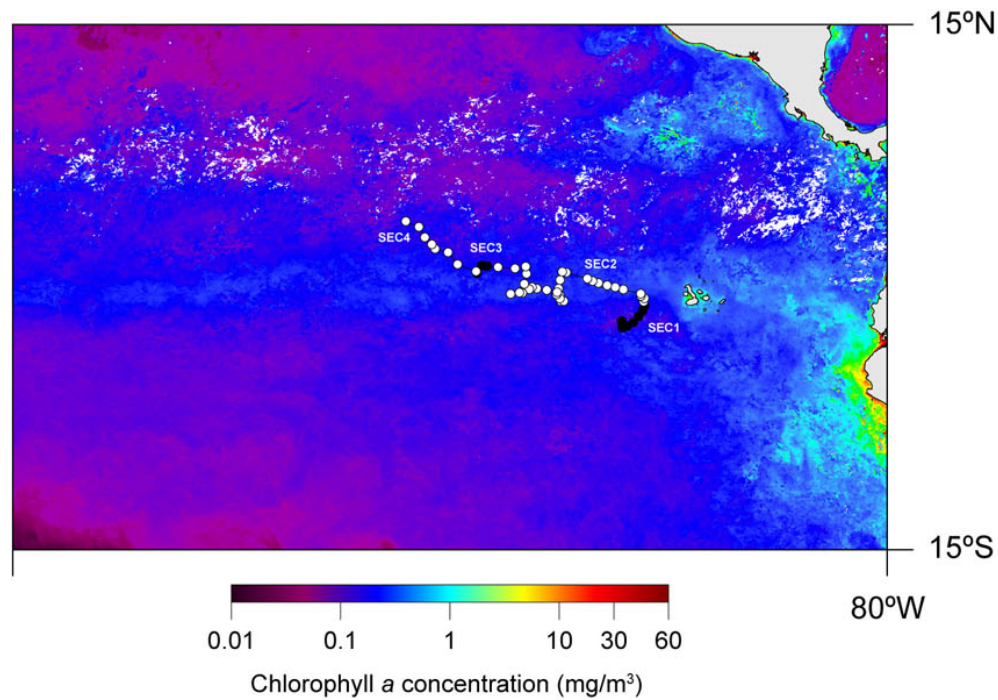 15ºN
SEC4
SEC3
SEC2
SEC1
15ºS
80ºW
0.01 0.1 1 10 30 60
Chlorophyll a concentration (mg/m³)